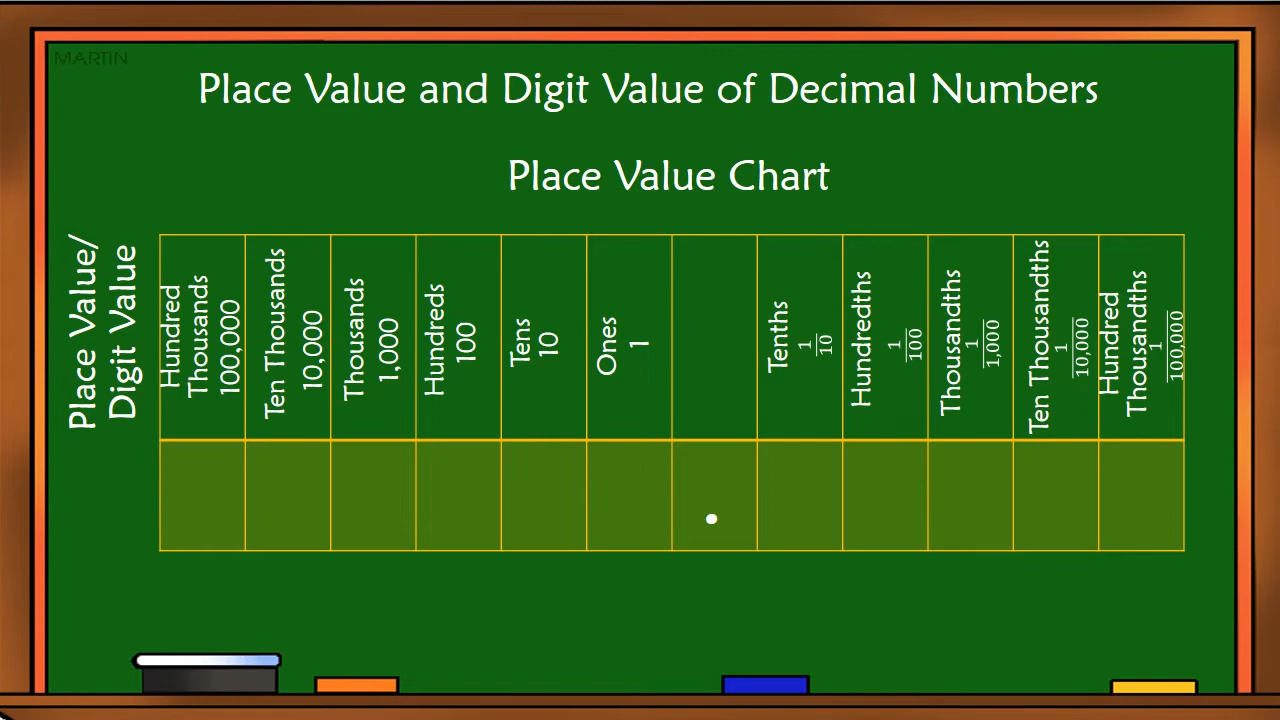 MARTIN
Place Value and Digit Value of Decimal Numbers
Place Value Chart
Place Value/
Digit Value
Hundred
Thousands
100,000
Ten Thousands
10,000
Thousands
1,000
Hundreds
100
Tens
10
Ones
1
.
Tenths
1/10
Hundredths
1/100
Thousandths
1/1,000
Ten Thousandths
1/10,000
Hundred
Thousandths
1/100,000